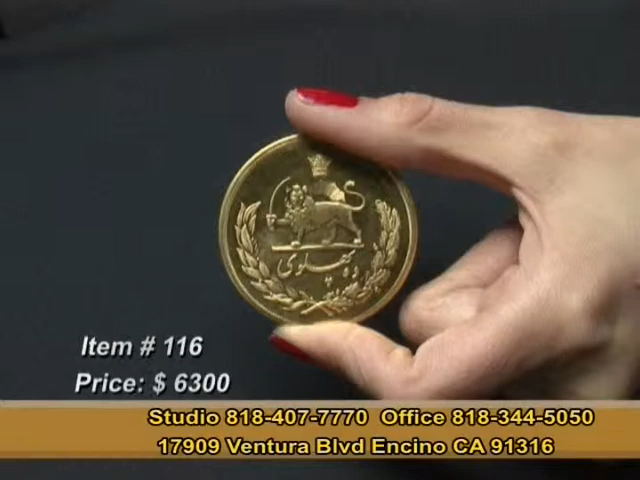 ده پهلوی
Item # 116
Price: $ 6300
Studio 818-407-7770 Office 818-344-5050
17909 Ventura Blvd Encino CA 91316